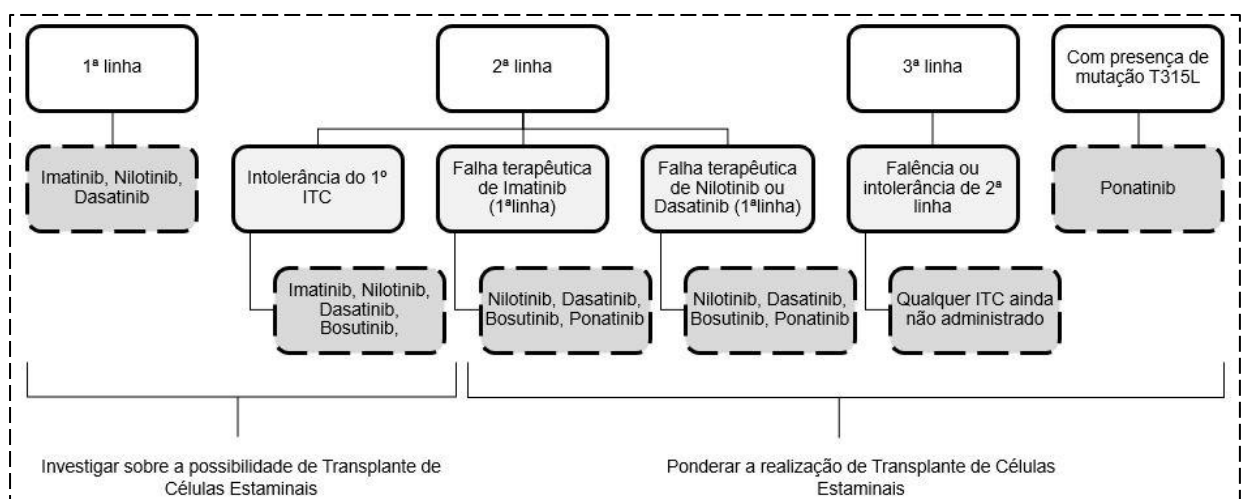 1ª linha
2ª linha
3ª linha
Com presença de
mutação T315L
Imatinib, Nilotinib,
Dasatinib
Intolerância do 1º
ITC
Falha terapêutica
de Imatinib
(1ªlinha)
Falha terapêutica
de Nilotinib ou
Dasatinib (1ªlinha)
Falência ou
intolerância de 2ª
linha
Ponatinib
Imatinib, Nilotinib,
Dasatinib,
Bosutinib,
Nilotinib, Dasatinib,
Bosutinib, Ponatinib
Nilotinib, Dasatinib,
Bosutinib, Ponatinib
Qualquer ITC ainda
não administrado
Investigar sobre a possibilidade de Transplante de
Células Estaminais
Ponderar a realização de Transplante de Células
Estaminais